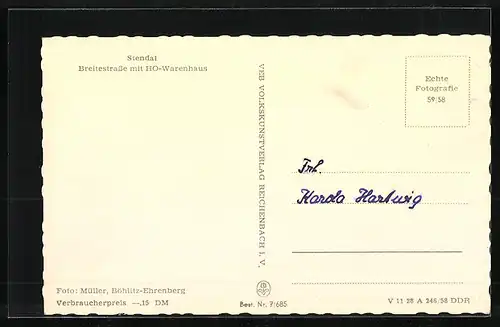 Stendal
Breitestraße mit HO-Warenhaus
Echte
Fotografie
59/58
VEB VOLKSKUNSTVERLAG REICHENBACH I. V.
Frl.
Karola Hartwig
Foto: Müller, Böhlitz-Ehrenberg
Verbraucherpreis —,15 DM
Best. Nr. 7/685
V 11 28 A 246/58 DDR